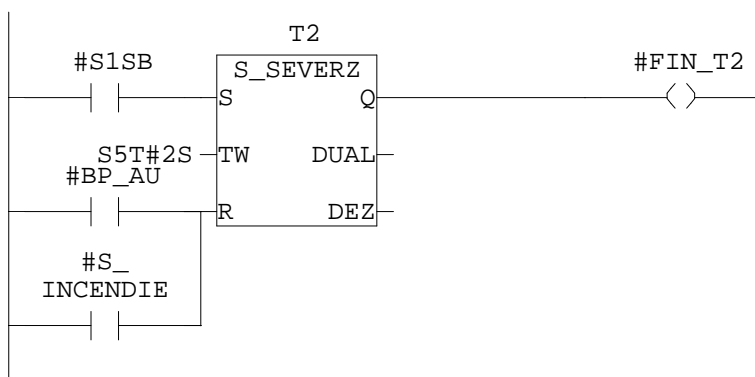 T2
#S1SB
S_SEVERZ
#FIN_T2
S
Q
S5T#2S
TW
DUAL
#BP_AU
R
DEZ
#S_
INCENDIE